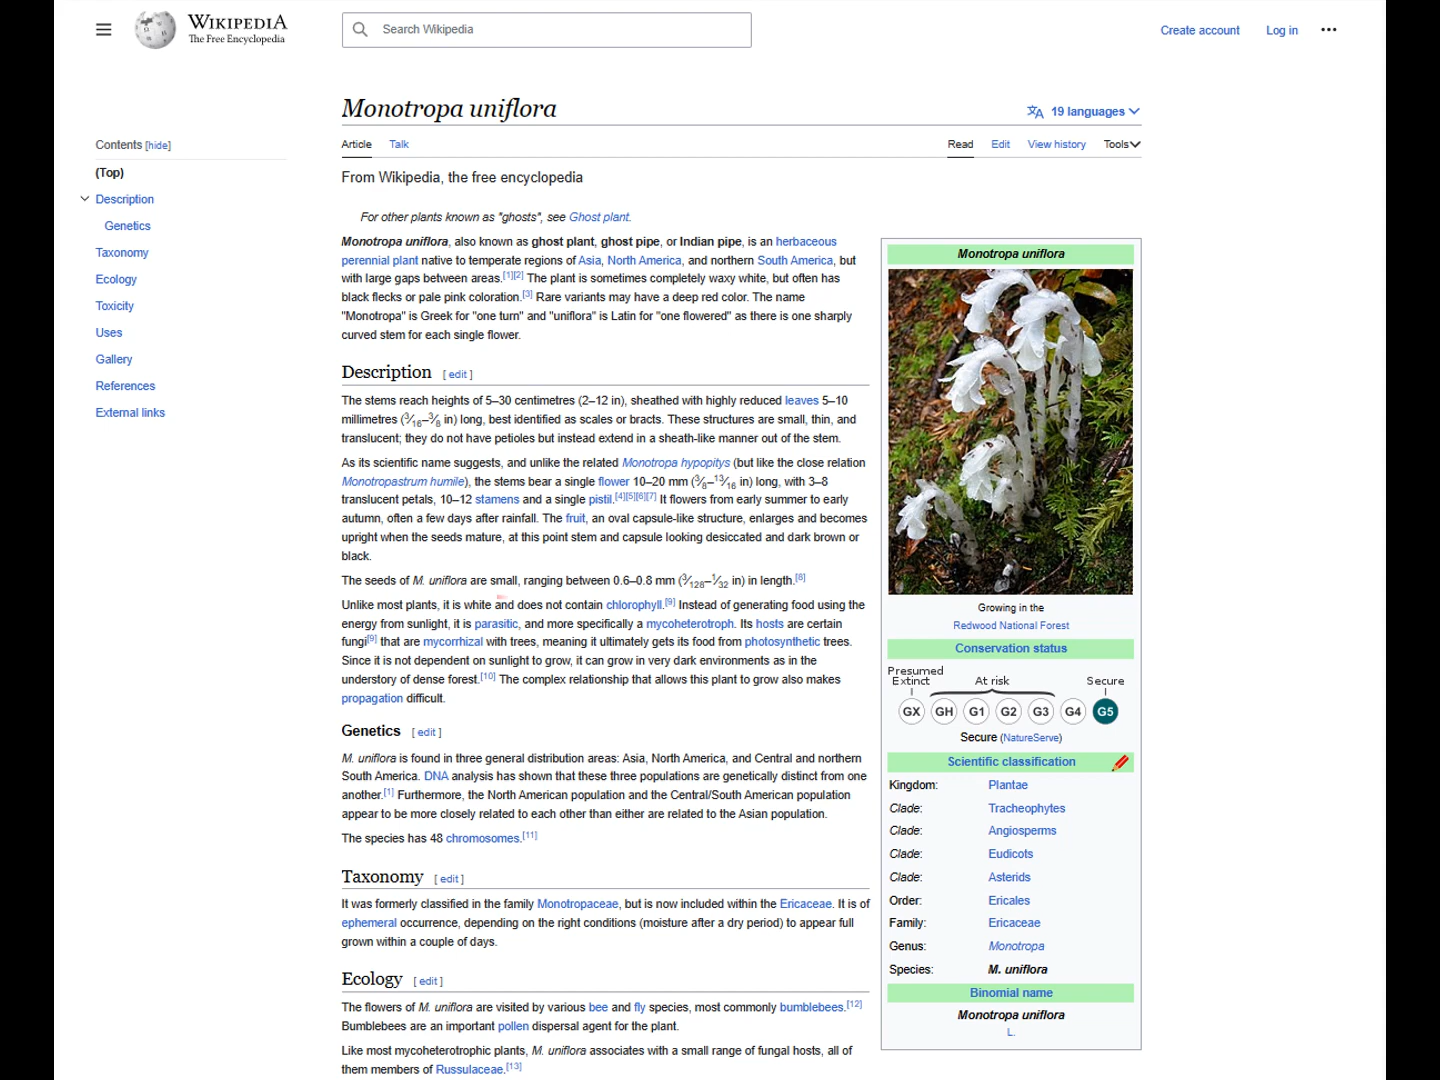 WIKIPEDIA
The Free Encyclopedia
Search Wikipedia
Create account
Log in
Monotropa uniflora
19 languages
Article
Talk
Read
Edit
View history
Tools
From Wikipedia, the free encyclopedia
Contents [hide]
(Top)
Description
Genetics
Taxonomy
Ecology
Toxicity
Uses
Gallery
References
External links
For other plants known as "ghosts", see Ghost plant.
Monotropa uniflora, also known as ghost plant, ghost pipe, or Indian pipe, is an herbaceous
perennial plant native to temperate regions of Asia, North America, and northern South America, but
with large gaps between areas.[1][2] The plant is sometimes completely waxy white, but often has
black flecks or pale pink coloration.[3] Rare variants may have a deep red color. The name
"Monotropa" is Greek for "one turn" and "uniflora" is Latin for "one flowered" as there is one sharply
curved stem for each single flower.
Description [ edit ]
The stems reach heights of 5–30 centimetres (2–12 in), sheathed with highly reduced leaves 5–10
millimetres (3⁄16–3⁄8 in) long, best identified as scales or bracts. These structures are small, thin, and
translucent; they do not have petioles but instead extend in a sheath-like manner out of the stem.
As its scientific name suggests, and unlike the related Monotropa hypopitys (but like the close relation
Monotropastrum humile), the stems bear a single flower 10–20 mm (3⁄8–13⁄16 in) long, with 3–8
translucent petals, 10–12 stamens and a single pistil.[4][5][6][7] It flowers from early summer to early
autumn, often a few days after rainfall. The fruit, an oval capsule-like structure, enlarges and becomes
upright when the seeds mature, at this point stem and capsule looking desiccated and dark brown or
black.
The seeds of M. uniflora are small, ranging between 0.6–0.8 mm (3⁄128–1⁄32 in) in length.[8]
Unlike most plants, it is white and does not contain chlorophyll.[9] Instead of generating food using the
energy from sunlight, it is parasitic, and more specifically a mycoheterotroph. Its hosts are certain
fungi[9] that are mycorrhizal with trees, meaning it ultimately gets its food from photosynthetic trees.
Since it is not dependent on sunlight to grow, it can grow in very dark environments as in the
understory of dense forest.[10] The complex relationship that allows this plant to grow also makes
propagation difficult.
Genetics [ edit ]
M. uniflora is found in three general distribution areas: Asia, North America, and Central and northern
South America. DNA analysis has shown that these three populations are genetically distinct from one
another.[1] Furthermore, the North American population and the Central/South American population
appear to be more closely related to each other than either are related to the Asian population.
The species has 48 chromosomes.[11]
Taxonomy [ edit ]
It was formerly classified in the family Monotropaceae, but is now included within the Ericaceae. It is of
ephemeral occurrence, depending on the right conditions (moisture after a dry period) to appear full
grown within a couple of days.
Ecology [ edit ]
The flowers of M. uniflora are visited by various bee and fly species, most commonly bumblebees.[12]
Bumblebees are an important pollen dispersal agent for the plant.
Like most mycoheterotrophic plants, M. uniflora associates with a small range of fungal hosts, all of
them members of Russulaceae.[13]
Monotropa uniflora
Growing in the
Redwood National Forest
Conservation status
Presumed
Extinct At risk Secure
GX GH G1 G2 G3 G4 G5
Secure (NatureServe)
Scientific classification
Kingdom: Plantae
Clade: Tracheophytes
Clade: Angiosperms
Clade: Eudicots
Clade: Asterids
Order: Ericales
Family: Ericaceae
Genus: Monotropa
Species: M. uniflora
Binomial name
Monotropa uniflora
L.